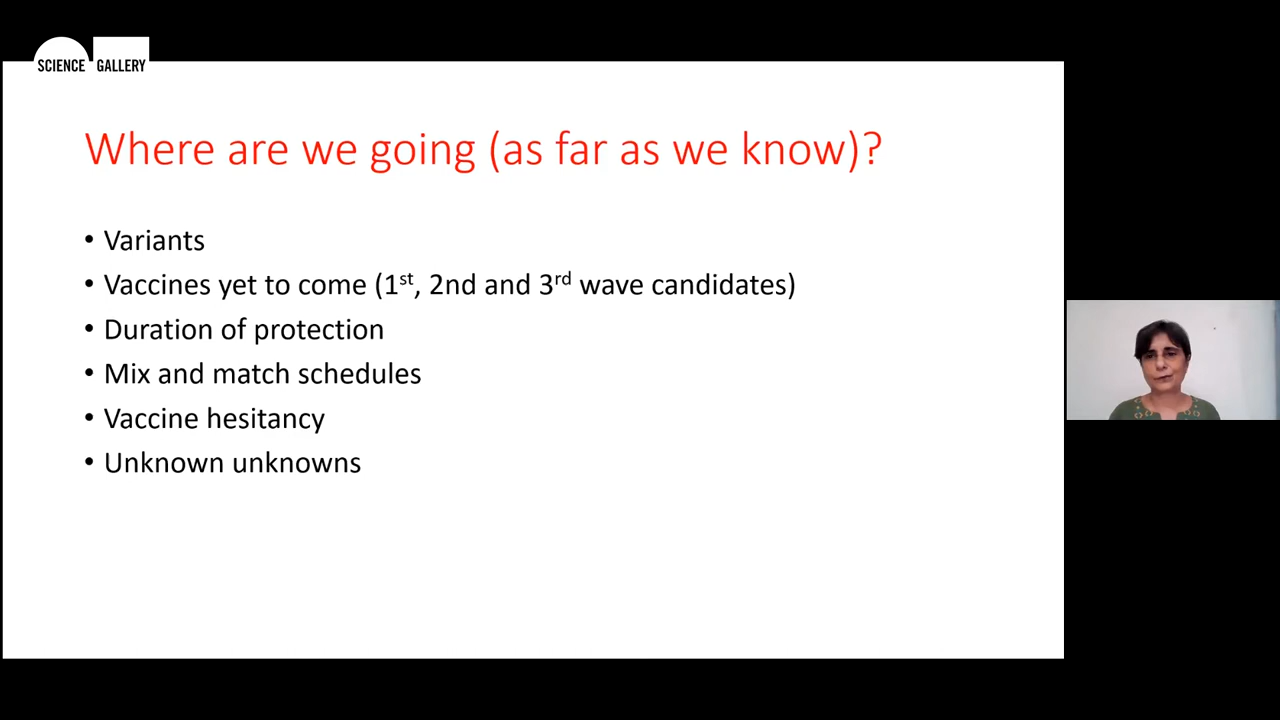 SCIENCE GALLERY
Where are we going (as far as we know)?
• Variants
• Vaccines yet to come (1st, 2nd and 3rd wave candidates)
• Duration of protection
• Mix and match schedules
• Vaccine hesitancy
• Unknown unknowns